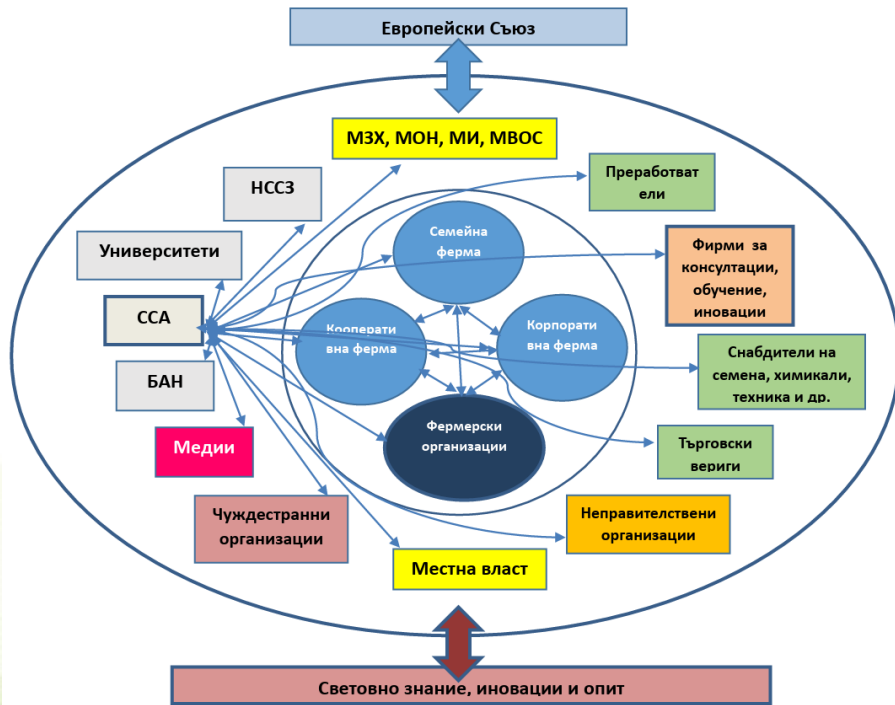 Европейски Съюз
МЗХ, МОН, МИ, МВОС
НССЗ
Преработват
ели
Университети
Семейна
ферма
Фирми за
консултации,
обучение,
иновации
ССА
Кооперати
вна ферма
Корпорати
вна ферма
БАН
Снабдители на
семена, химикали,
техника и др.
Медии
Фермерски
организации
Търговски
вериги
Чуждестранни
организации
Неправителствени
организации
Местна власт
Световно знание, иновации и опит